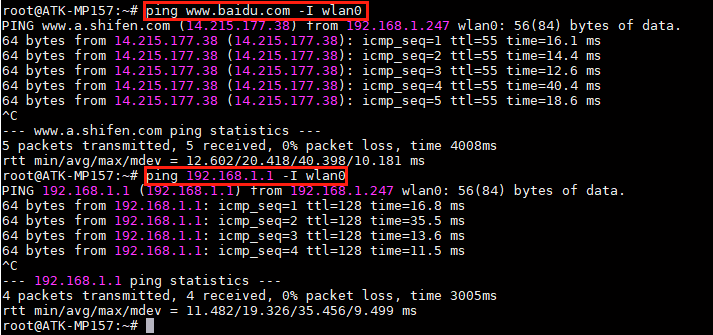 root@ATK-MP157:~# ping www.baidu.com -I wlan0
PING www.a.shifen.com (14.215.177.38) from 192.168.1.247 wlan0: 56(84) bytes of data.
64 bytes from 14.215.177.38 (14.215.177.38): icmp_seq=1 ttl=55 time=16.1 ms
64 bytes from 14.215.177.38 (14.215.177.38): icmp_seq=2 ttl=55 time=14.4 ms
64 bytes from 14.215.177.38 (14.215.177.38): icmp_seq=3 ttl=55 time=12.6 ms
64 bytes from 14.215.177.38 (14.215.177.38): icmp_seq=4 ttl=55 time=40.4 ms
64 bytes from 14.215.177.38 (14.215.177.38): icmp_seq=5 ttl=55 time=18.6 ms
^C
--- www.a.shifen.com ping statistics ---
5 packets transmitted, 5 received, 0% packet loss, time 4008ms
rtt min/avg/max/mdev = 12.602/20.418/40.398/10.181 ms
root@ATK-MP157:~# ping 192.168.1.1 -I wlan0
PING 192.168.1.1 (192.168.1.1) from 192.168.1.247 wlan0: 56(84) bytes of data.
64 bytes from 192.168.1.1: icmp_seq=1 ttl=128 time=16.8 ms
64 bytes from 192.168.1.1: icmp_seq=2 ttl=128 time=35.5 ms
64 bytes from 192.168.1.1: icmp_seq=3 ttl=128 time=13.6 ms
64 bytes from 192.168.1.1: icmp_seq=4 ttl=128 time=11.5 ms
^C
--- 192.168.1.1 ping statistics ---
4 packets transmitted, 4 received, 0% packet loss, time 3005ms
rtt min/avg/max/mdev = 11.482/19.326/35.456/9.499 ms
root@ATK-MP157:~#